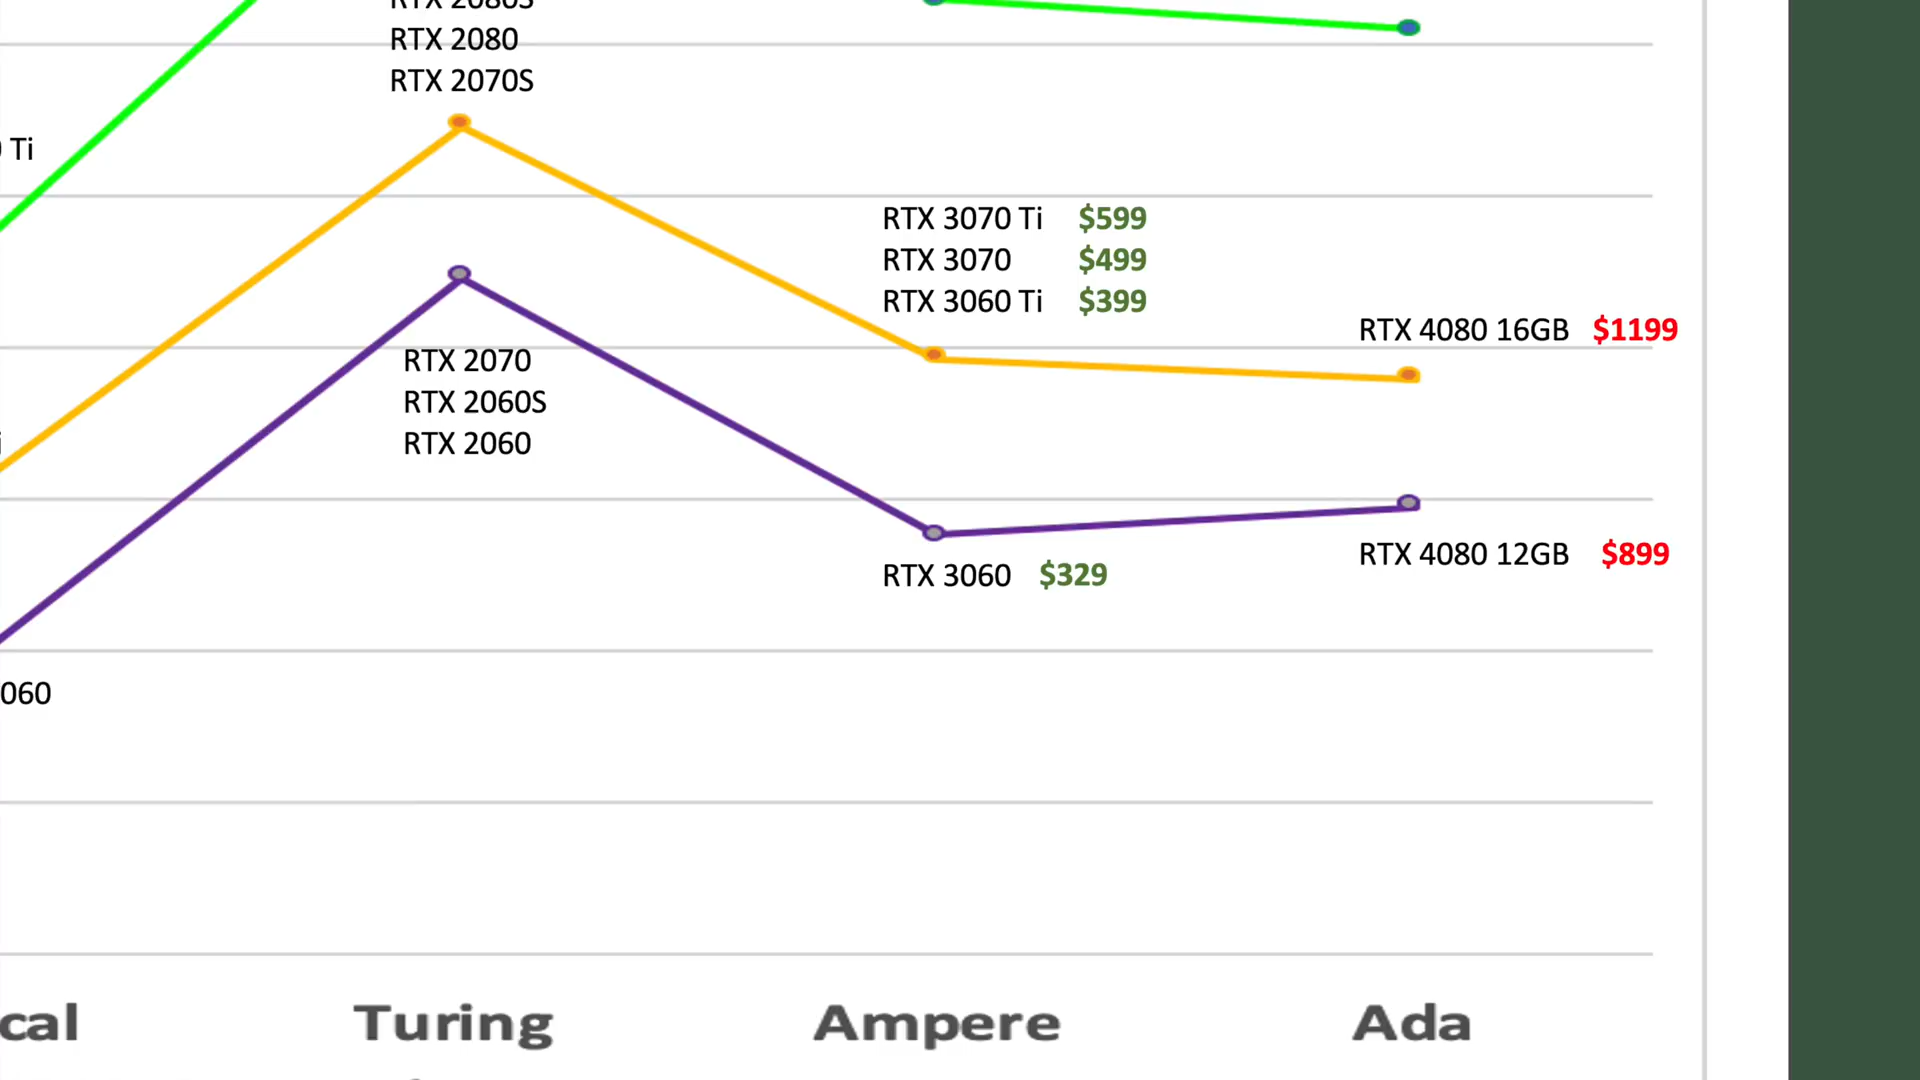 RTX 2080S
RTX 2080
RTX 2070S
Ti
RTX 3070 Ti $599
RTX 3070 $499
RTX 3060 Ti $399
RTX 4080 16GB $1199
RTX 2070
RTX 2060S
RTX 2060
RTX 4080 12GB $899
RTX 3060 $329
060
cal Turing Ampere Ada